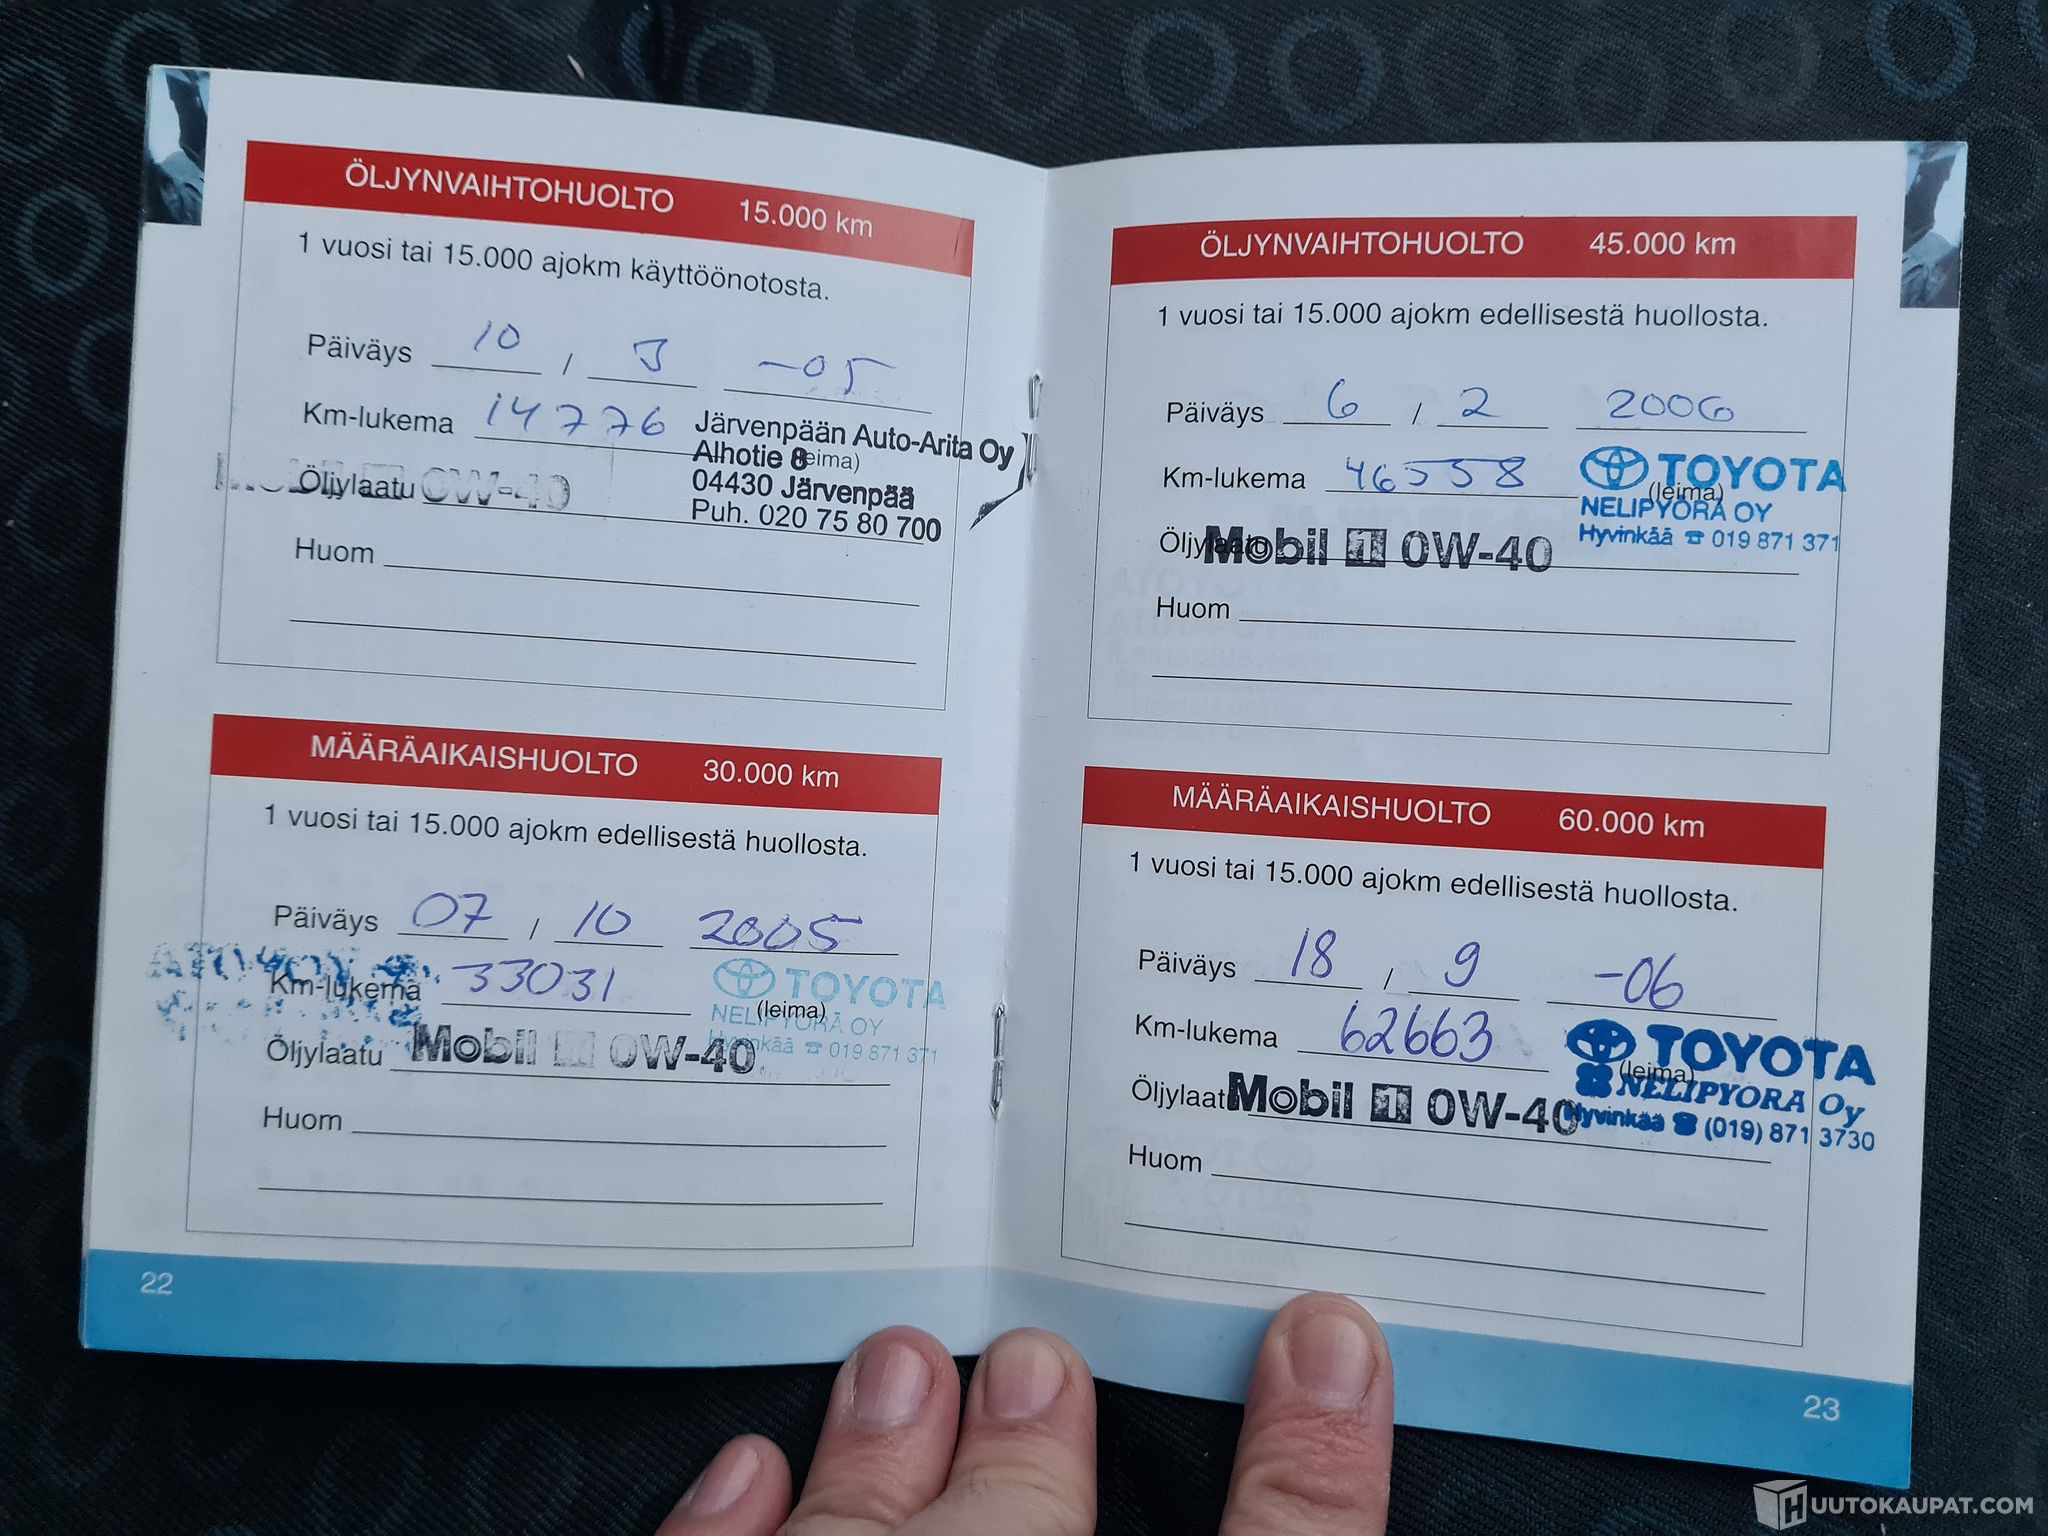 ÖLJYNVAIHTOHUOLTO 15.000 km
1 vuosi tai 15.000 ajokm käyttöönotosta.
Päiväys 10 / 3 -05
Km-lukema 14776
Järvenpään Auto-Arita Oy
Alhotie 8 (leima)
04430 Järvenpää
Puh. 020 75 80 700
Öljylaatu Mobil 1 0W-40
Huom
MÄÄRÄAIKAISHUOLTO 30.000 km
1 vuosi tai 15.000 ajokm edellisestä huollosta.
Päiväys 07 / 10 2005
Km-lukema 33031
TOYOTA
(leima)
NELIPYÖRÄ OY
Hyvinkää ☎ 019 871 371
Öljylaatu Mobil 1 0W-40
Huom
22
ÖLJYNVAIHTOHUOLTO 45.000 km
1 vuosi tai 15.000 ajokm edellisestä huollosta.
Päiväys 6 / 2 2006
Km-lukema 46558
TOYOTA
(leima)
NELIPYÖRÄ OY
Hyvinkää ☎ 019 871 371
Öljylaatu Mobil 1 0W-40
Huom
MÄÄRÄAIKAISHUOLTO 60.000 km
1 vuosi tai 15.000 ajokm edellisestä huollosta.
Päiväys 18 / 9 -06
Km-lukema 62663
TOYOTA
(leima)
NELIPYÖRÄ Oy
Hyvinkää ☎ (019) 871 3730
Öljylaatu Mobil 1 0W-40
Huom
23
HUUTOKAUPAT.COM